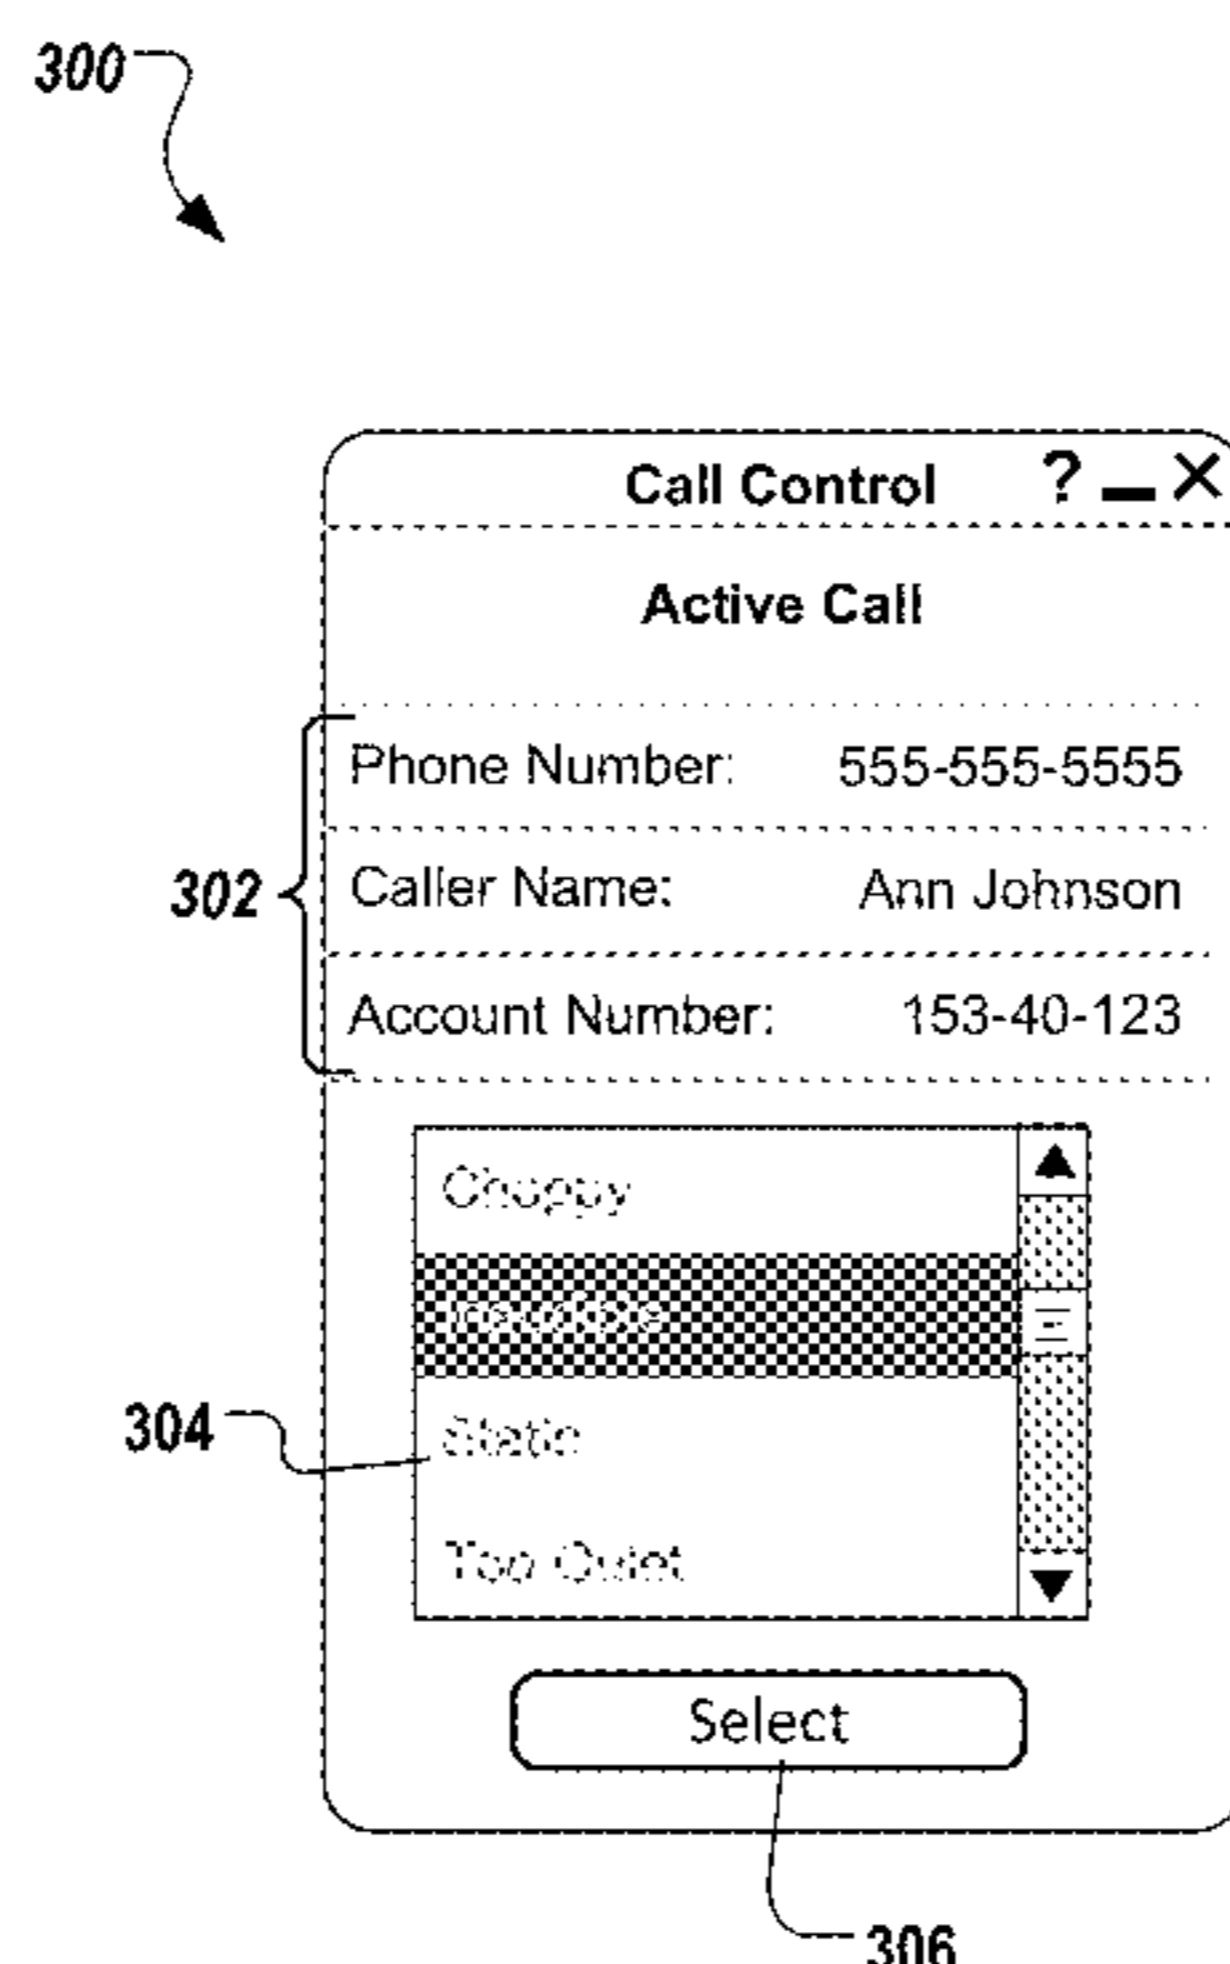 300
Call Control ? _ X
Active Call
Phone Number: 555-555-5555
302
Caller Name: Ann Johnson
Account Number: 153-40-123
Choppy
Inaudible
304
Static
Too Quiet
Select
306